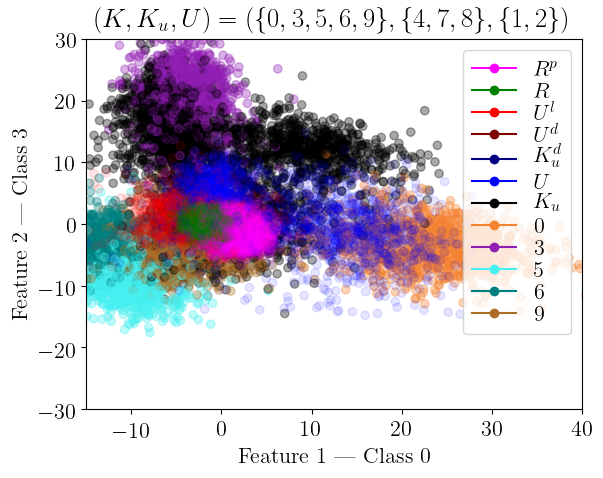 (K, K_u, U) = ({0, 3, 5, 6, 9}, {4, 7, 8}, {1, 2})
Feature 2 — Class 3
30
20
10
0
−10
−20
−30
R^p
R
U^l
U^d
K_u^d
U
K_u
0
3
5
6
9
−10
0
10
20
30
40
Feature 1 — Class 0